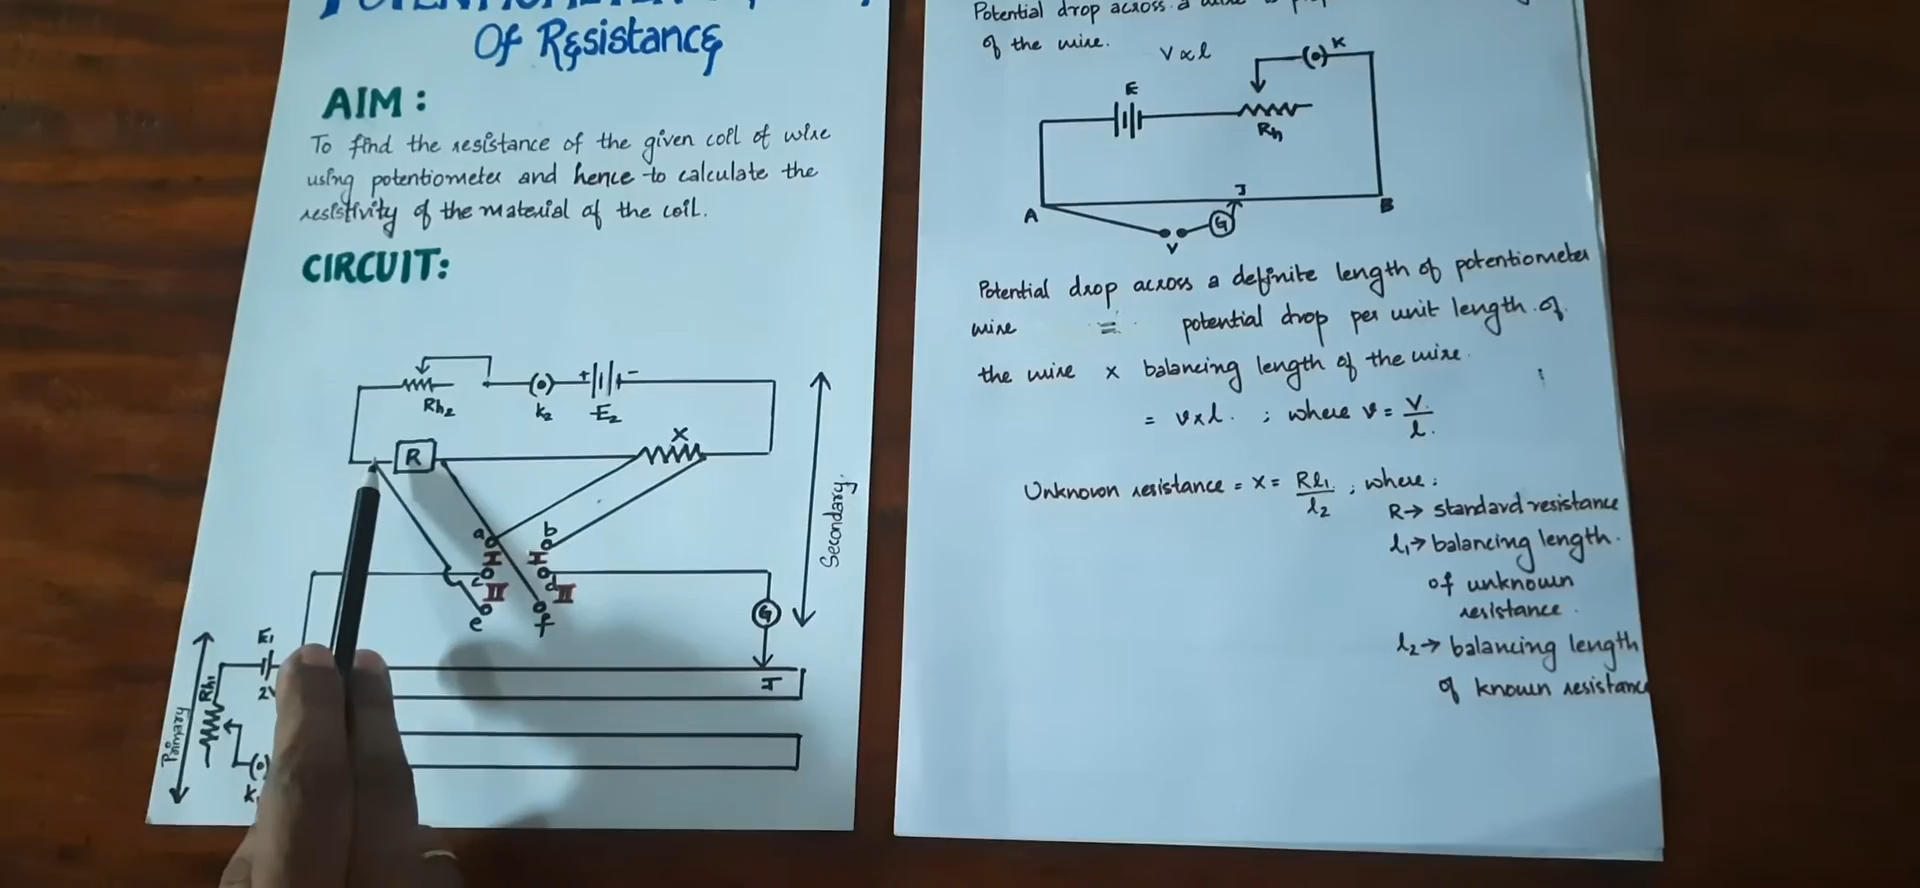 Of Resistance
AIM:
To find the resistance of the given coil of wire
using potentiometer and hence to calculate the
resistivity of the material of the coil.
CIRCUIT:
Rh2
K2
+ -
E2
R
X
a b
I I
c d
II II
e f
G
J
Secondary
E1
2V
Rh1
K1
Primary
Potential drop across a wire is
of the wire. V ∝ l
E
Rh
K
A
J
B
G
V
Potential drop across a definite length of potentiometer
wire = potential drop per unit length of
the wire x balancing length of the wire.
= v x l. ; where v = V/l.
Unknown resistance = X = Rl1/l2 ; where:
R→ standard resistance
l1→ balancing length
of unknown
resistance.
l2→ balancing length
of known resistance